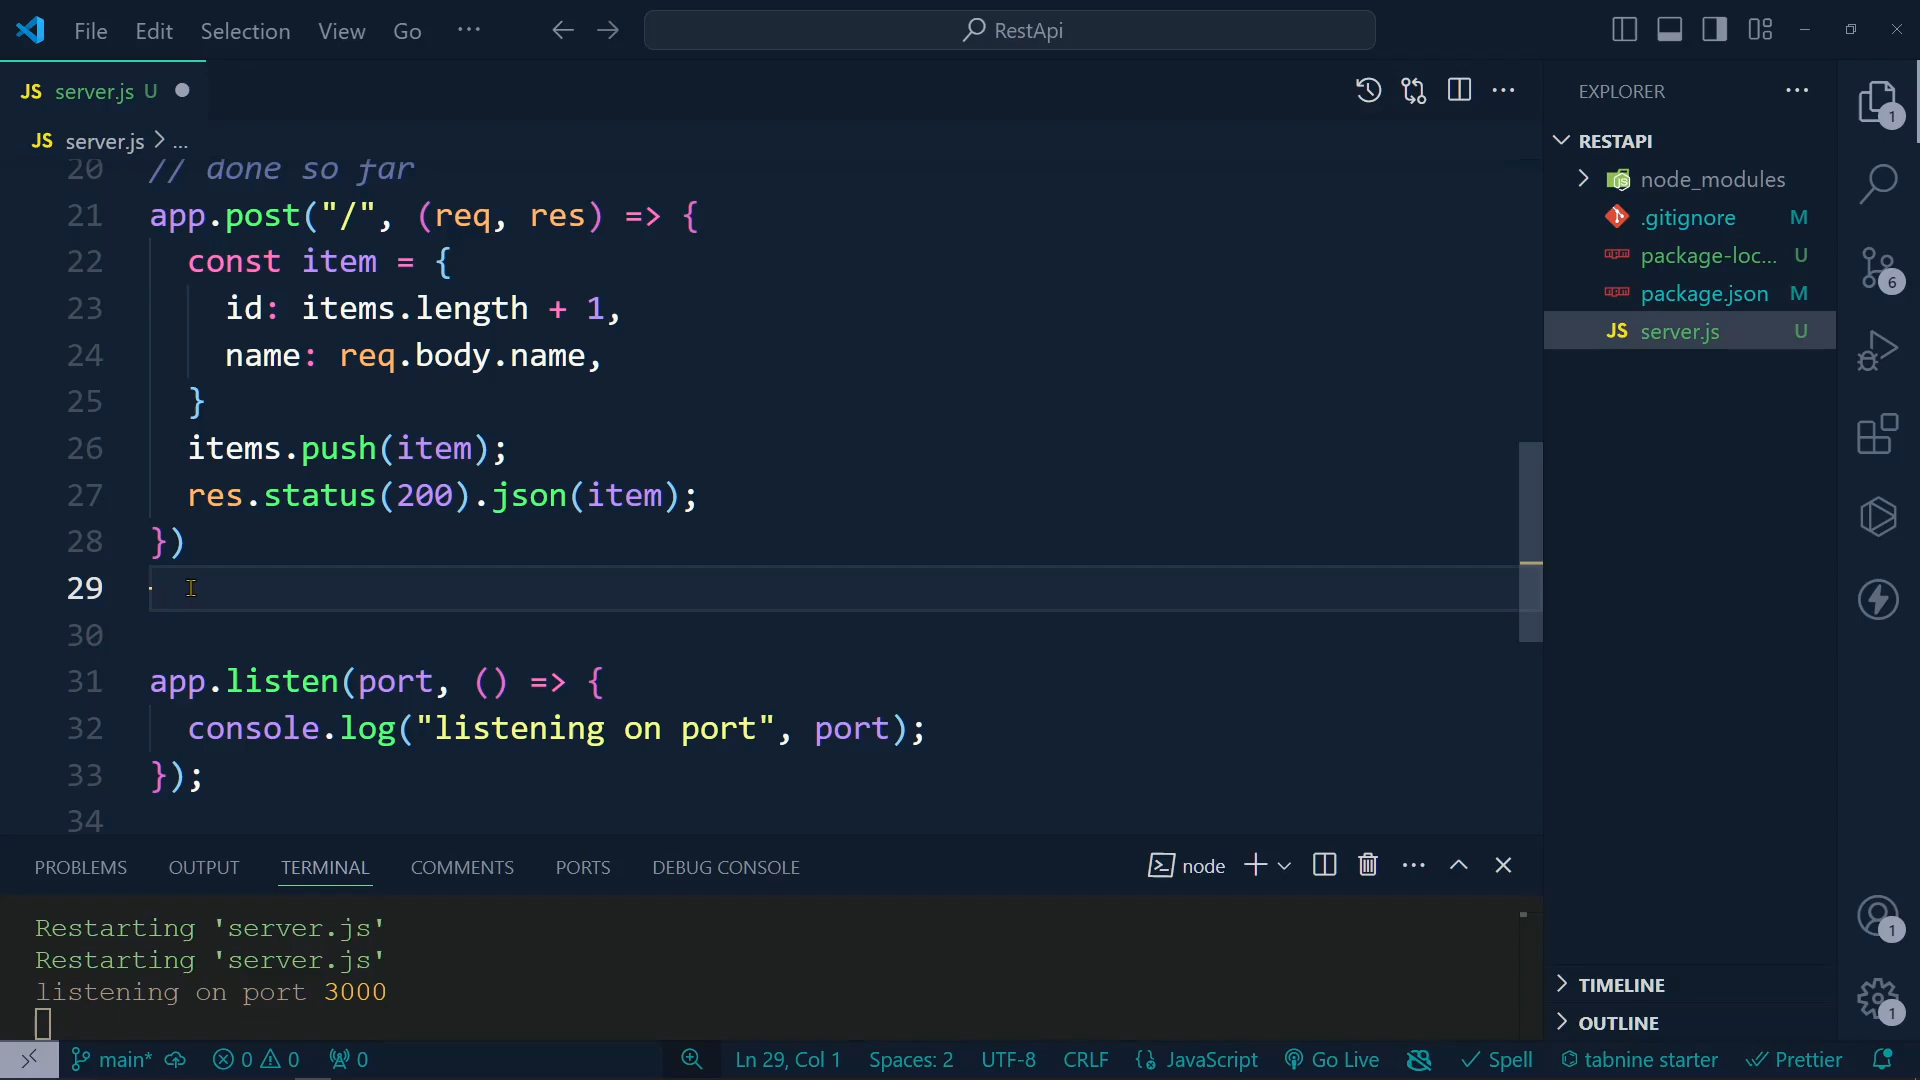 File Edit Selection View Go ··· RestApi
JS server.js U
JS server.js > ...
20 // done so far
21 app.post("/", (req, res) => {
22 const item = {
23 id: items.length + 1,
24 name: req.body.name,
25 }
26 items.push(item);
27 res.status(200).json(item);
28 })
29
30
31 app.listen(port, () => {
32 console.log("listening on port", port);
33 });
34
EXPLORER ···
RESTAPI
node_modules
.gitignore M
package-loc... U
package.json M
JS server.js U
TIMELINE
OUTLINE
1
6
1
1
PROBLEMS OUTPUT TERMINAL COMMENTS PORTS DEBUG CONSOLE node
Restarting 'server.js'
Restarting 'server.js'
listening on port 3000
main* 0 0 0 Ln 29, Col 1 Spaces: 2 UTF-8 CRLF {} JavaScript Go Live Spell tabnine starter Prettier